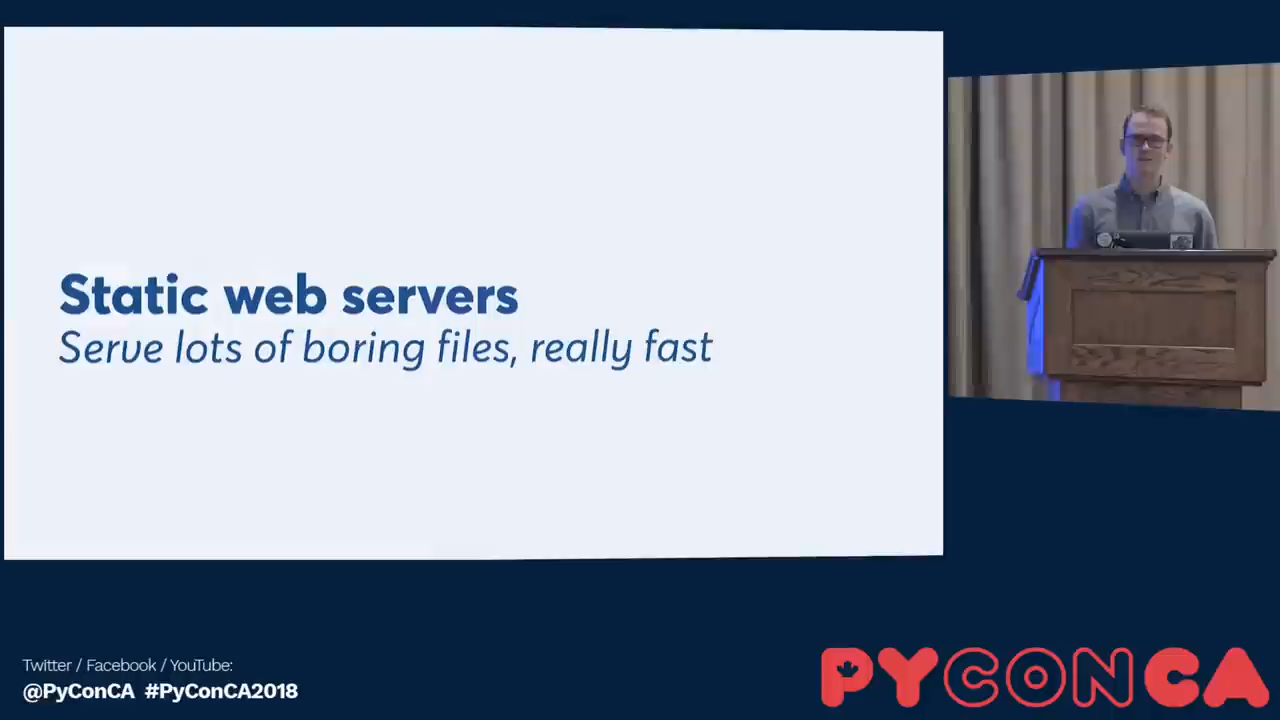 Static web servers
Serve lots of boring files, really fast
Twitter / Facebook / YouTube:
@PyConCA #PyConCA2018
PYCONCA